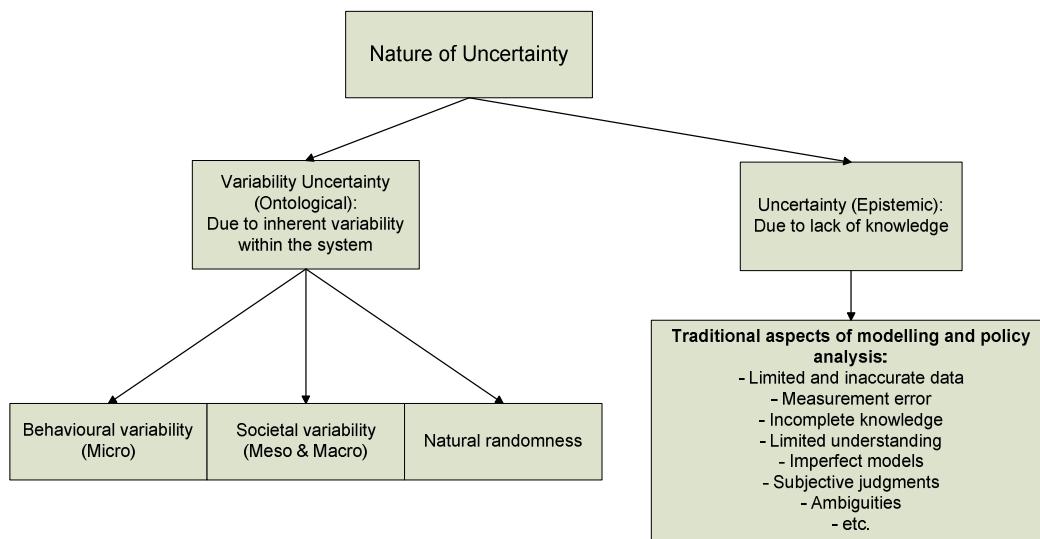 Nature of Uncertainty
Variability Uncertainty
(Ontological):
Due to inherent variability
within the system
Uncertainty (Epistemic):
Due to lack of knowledge
Behavioural variability
(Micro)
Societal variability
(Meso & Macro)
Natural randomness
Traditional aspects of modelling and policy
analysis:
- Limited and inaccurate data
- Measurement error
- Incomplete knowledge
- Limited understanding
- Imperfect models
- Subjective judgments
- Ambiguities
- etc.